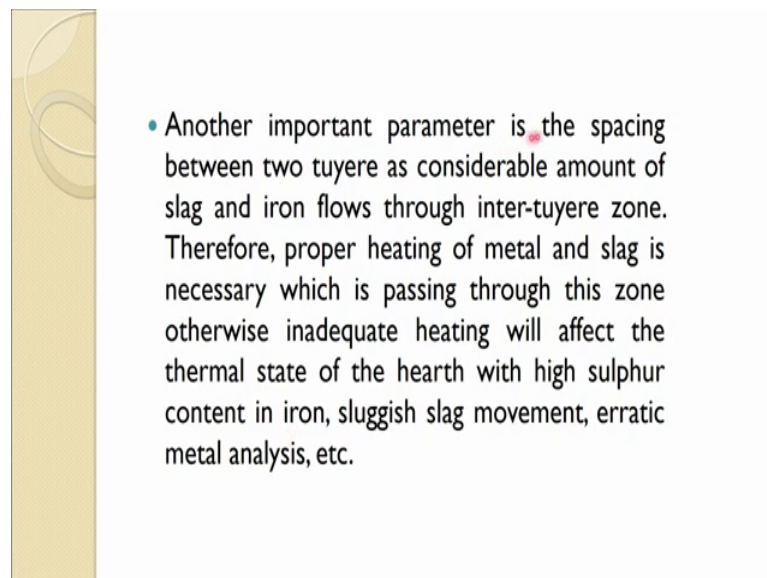 • Another important parameter is the spacing
between two tuyere as considerable amount of
slag and iron flows through inter-tuyere zone.
Therefore, proper heating of metal and slag is
necessary which is passing through this zone
otherwise inadequate heating will affect the
thermal state of the hearth with high sulphur
content in iron, sluggish slag movement, erratic
metal analysis, etc.